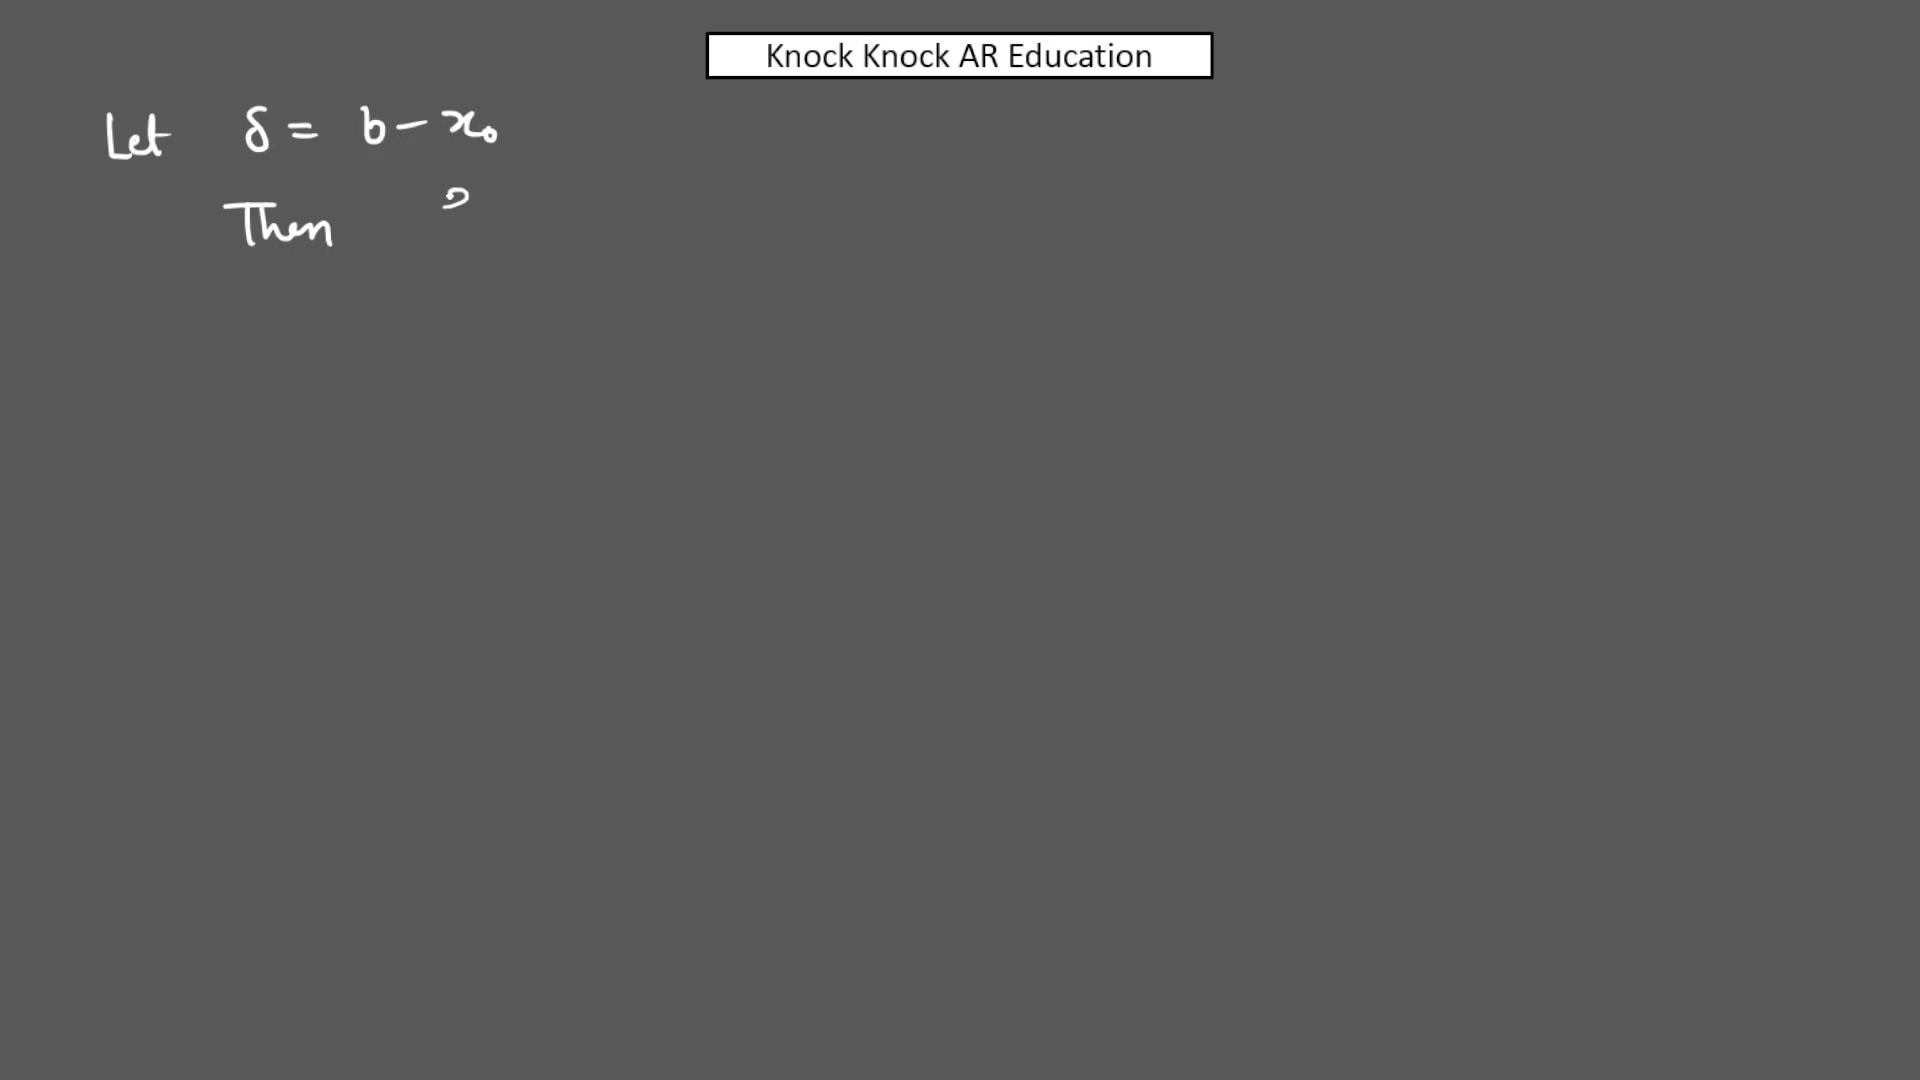 Knock Knock AR Education
Let δ = b - x₀
Then